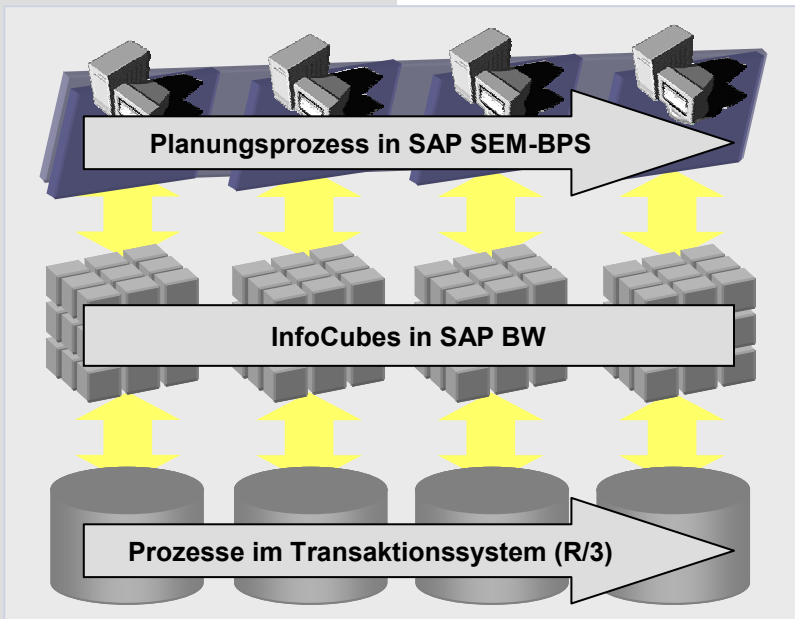 Planungsprozess in SAP SEM-BPS
InfoCubes in SAP BW
Prozesse im Transaktionssystem (R/3)